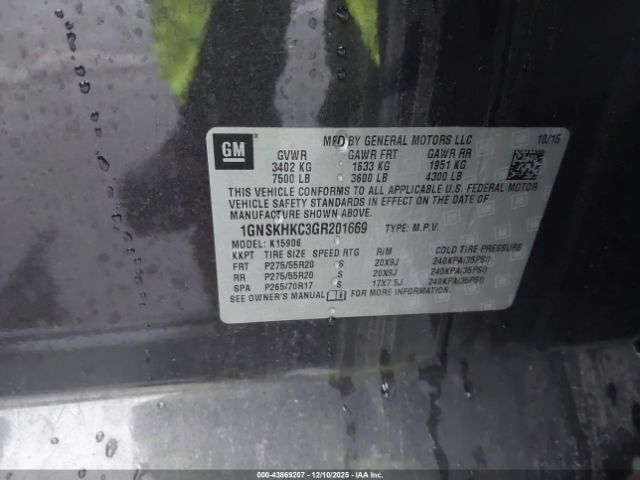 GM
MFD BY GENERAL MOTORS LLC 10/15
GVWR GAWR FRT GAWR RR
3402 KG 1633 KG 1951 KG
7500 LB 3600 LB 4300 LB
THIS VEHICLE CONFORMS TO ALL APPLICABLE U.S. FEDERAL MOTOR
VEHICLE SAFETY STANDARDS IN EFFECT ON THE DATE OF
MANUFACTURE SHOWN ABOVE.
1GNSKHKC3GR201669 TYPE: M.P.V.
MODEL: K15906
KKPT TIRE SIZE SPEED RTG RIM COLD TIRE PRESSURE
FRT P275/55R20 S 20X9J 240KPA(35PSI)
RR P275/55R20 S 20X9J 240KPA(35PSI)
SPA P265/70R17 S 17X7.5J 240KPA(35PSI)
SEE OWNER'S MANUAL FOR MORE INFORMATION.
000-43869207 - 12/10/2025 - IAA Inc.